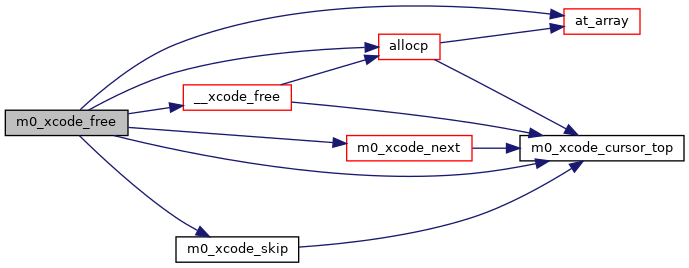 at_array
allocp
__xcode_free
m0_xcode_free
m0_xcode_next
m0_xcode_cursor_top
m0_xcode_skip